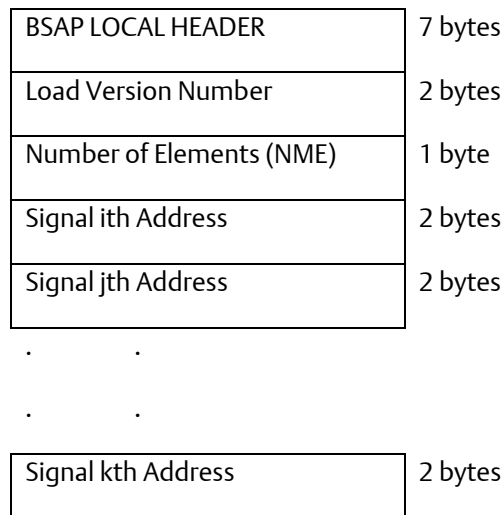 BSAP LOCAL HEADER 7 bytes
Load Version Number 2 bytes
Number of Elements (NME) 1 byte
Signal ith Address 2 bytes
Signal jth Address 2 bytes
. .
. .
Signal kth Address 2 bytes